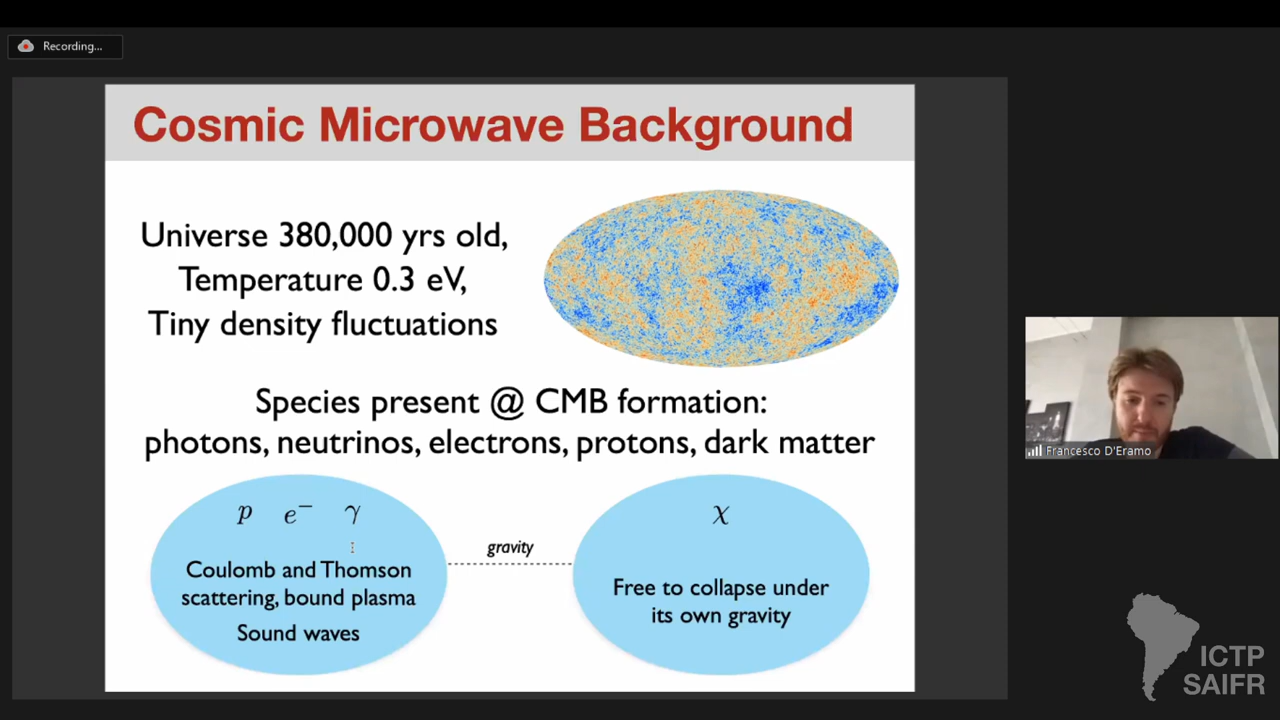 Recording...
Cosmic Microwave Background
Universe 380,000 yrs old,
Temperature 0.3 eV,
Tiny density fluctuations
Species present @ CMB formation:
photons, neutrinos, electrons, protons, dark matter
p e⁻ γ
Coulomb and Thomson
scattering, bound plasma
Sound waves
gravity
χ
Free to collapse under
its own gravity
Francesco D'Eramo
ICTP
SAIFR